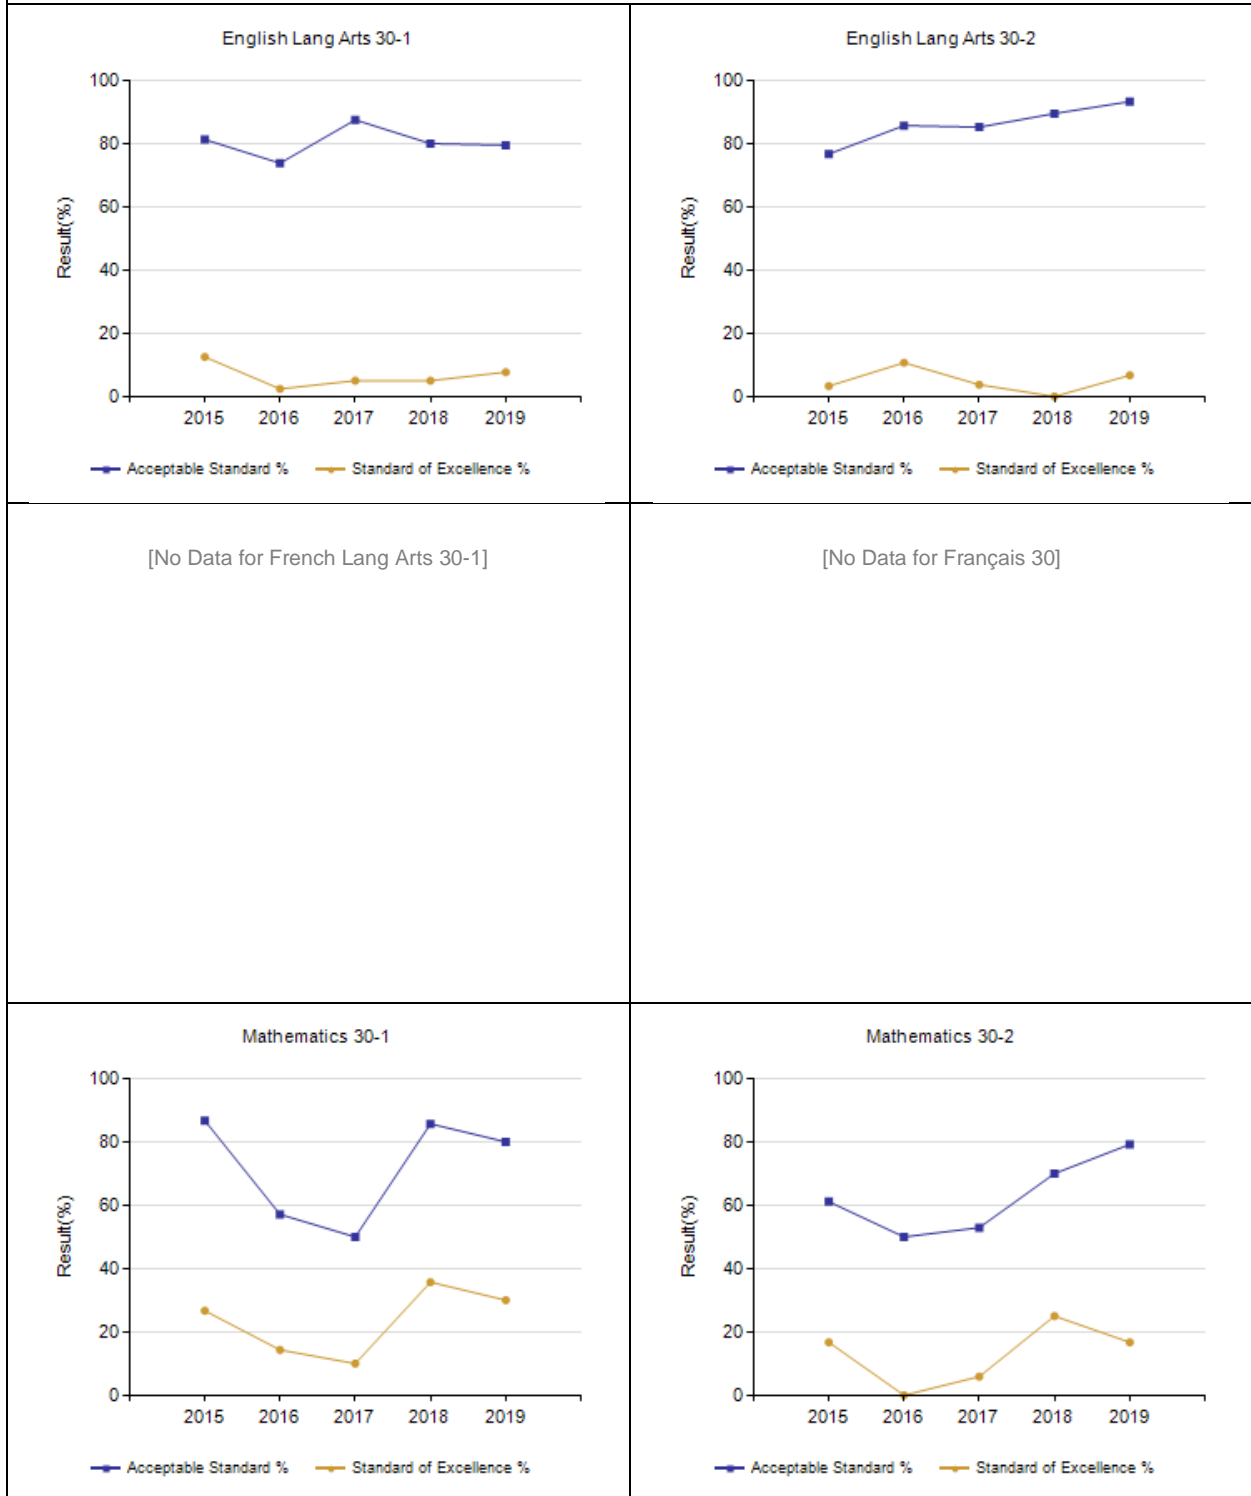 English Lang Arts 30-1
100
80
60
40
20
0
Result(%)
2015 2016 2017 2018 2019
Acceptable Standard % Standard of Excellence %
English Lang Arts 30-2
100
80
60
40
20
0
Result(%)
2015 2016 2017 2018 2019
Acceptable Standard % Standard of Excellence %
[No Data for French Lang Arts 30-1]
[No Data for Français 30]
Mathematics 30-1
100
80
60
40
20
0
Result(%)
2015 2016 2017 2018 2019
Acceptable Standard % Standard of Excellence %
Mathematics 30-2
100
80
60
40
20
0
Result(%)
2015 2016 2017 2018 2019
Acceptable Standard % Standard of Excellence %